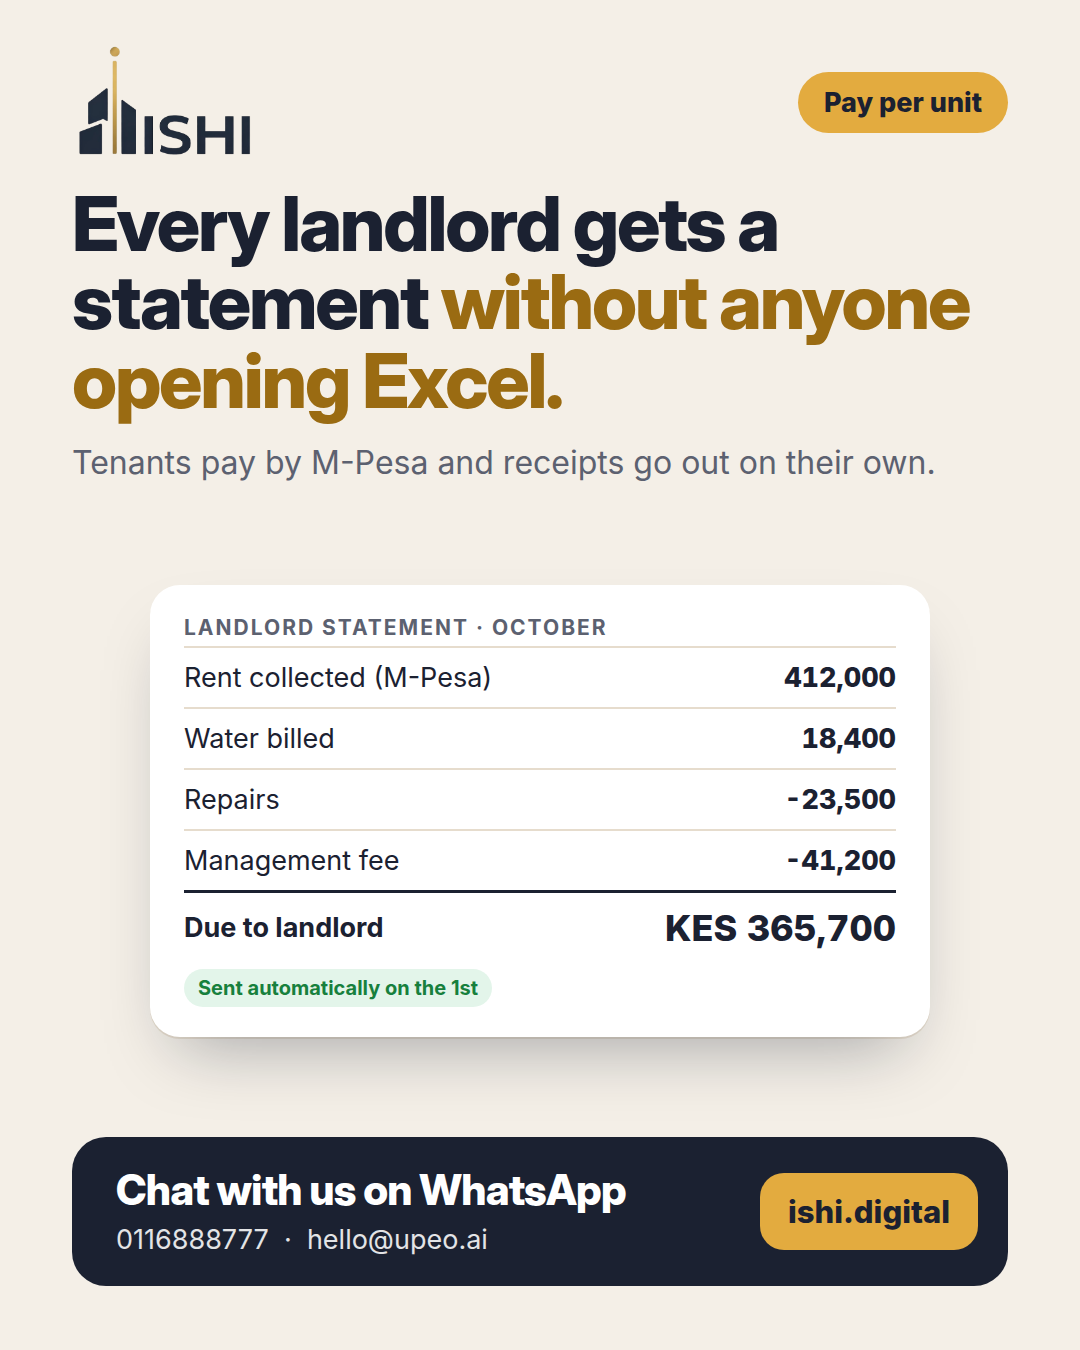 ISHI
Pay per unit
Every landlord gets a
statement without anyone
opening Excel.
Tenants pay by M-Pesa and receipts go out on their own.
LANDLORD STATEMENT · OCTOBER
Rent collected (M-Pesa) 412,000
Water billed 18,400
Repairs -23,500
Management fee -41,200
Due to landlord KES 365,700
Sent automatically on the 1st
Chat with us on WhatsApp
0116888777 · hello@upeo.ai
ishi.digital